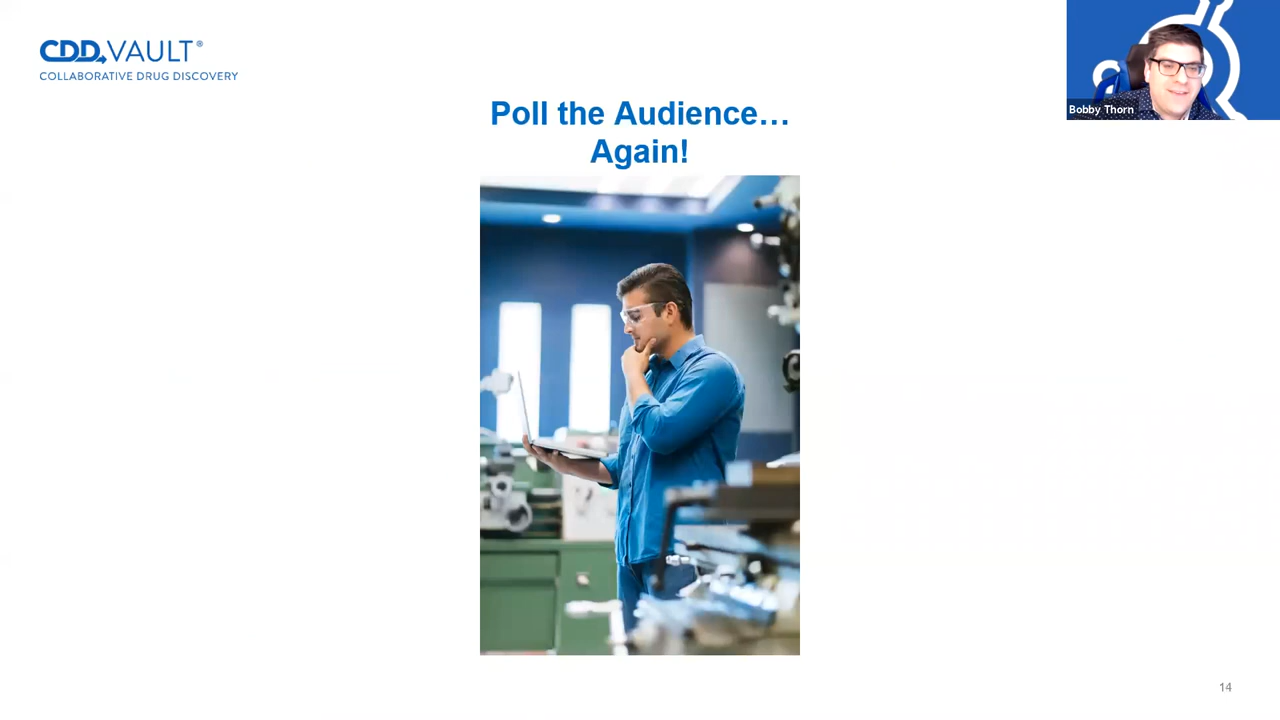 CDD VAULT®
COLLABORATIVE DRUG DISCOVERY
Bobby Thorn
Poll the Audience…
Again!
14